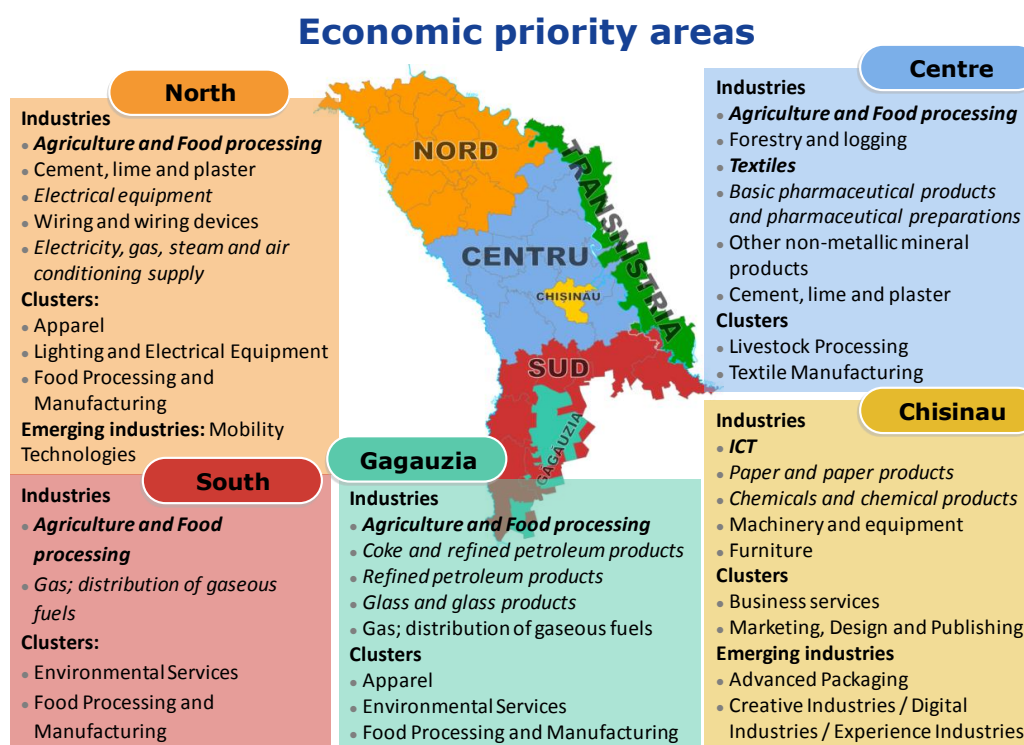 Economic priority areas
North
Industries
Agriculture and Food processing
Cement, lime and plaster
Electrical equipment
Wiring and wiring devices
Electricity, gas, steam and air
conditioning supply
Clusters:
Apparel
Lighting and Electrical Equipment
Food Processing and
Manufacturing
Emerging industries: Mobility
Technologies
South
Industries
Agriculture and Food
processing
Gas; distribution of gaseous
fuels
Clusters:
Environmental Services
Food Processing and
Manufacturing
NORD
TRANSNISTRIA
CENTRU
CHIȘINAU
SUD
GAGAUZIA
Gagauzia
Industries
Agriculture and Food processing
Coke and refined petroleum products
Refined petroleum products
Glass and glass products
Gas; distribution of gaseous fuels
Clusters
Apparel
Environmental Services
Food Processing and Manufacturing
Centre
Industries
Agriculture and Food processing
Forestry and logging
Textiles
Basic pharmaceutical products
and pharmaceutical preparations
Other non-metallic mineral
products
Cement, lime and plaster
Clusters
Livestock Processing
Textile Manufacturing
Chisinau
Industries
ICT
Paper and paper products
Chemicals and chemical products
Machinery and equipment
Furniture
Clusters
Business services
Marketing, Design and Publishing
Emerging industries
Advanced Packaging
Creative Industries / Digital
Industries / Experience Industries